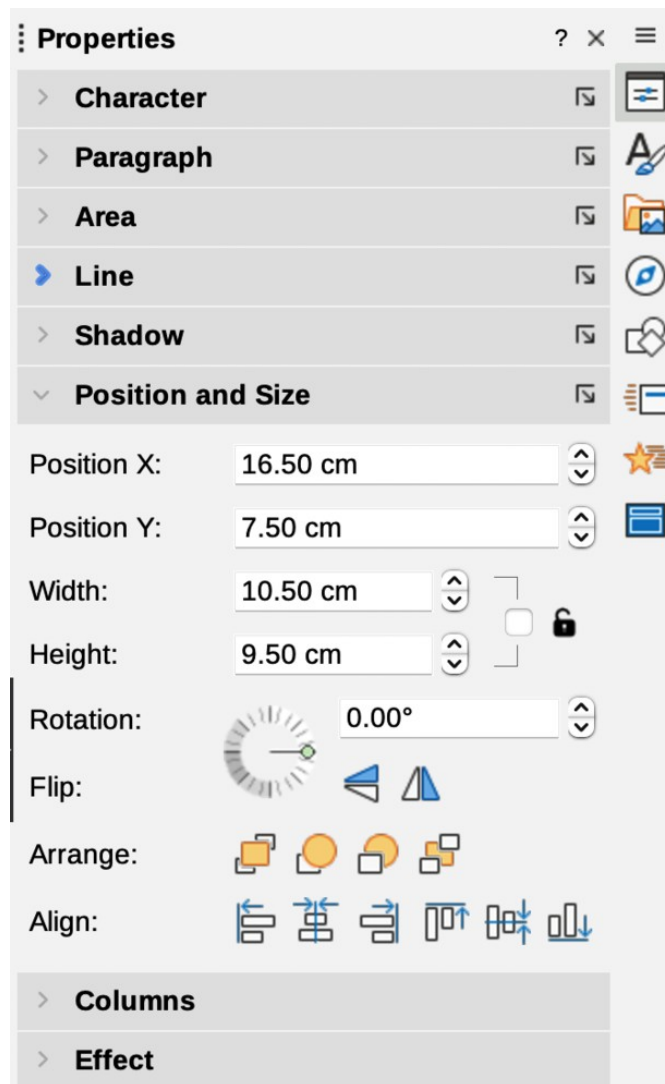 Properties ?
Character
Paragraph
Area
Line
Shadow
Position and Size
Position X: 16.50 cm
Position Y: 7.50 cm
Width: 10.50 cm
Height: 9.50 cm
Rotation: 0.00°
Flip:
Arrange:
Align:
Columns
Effect